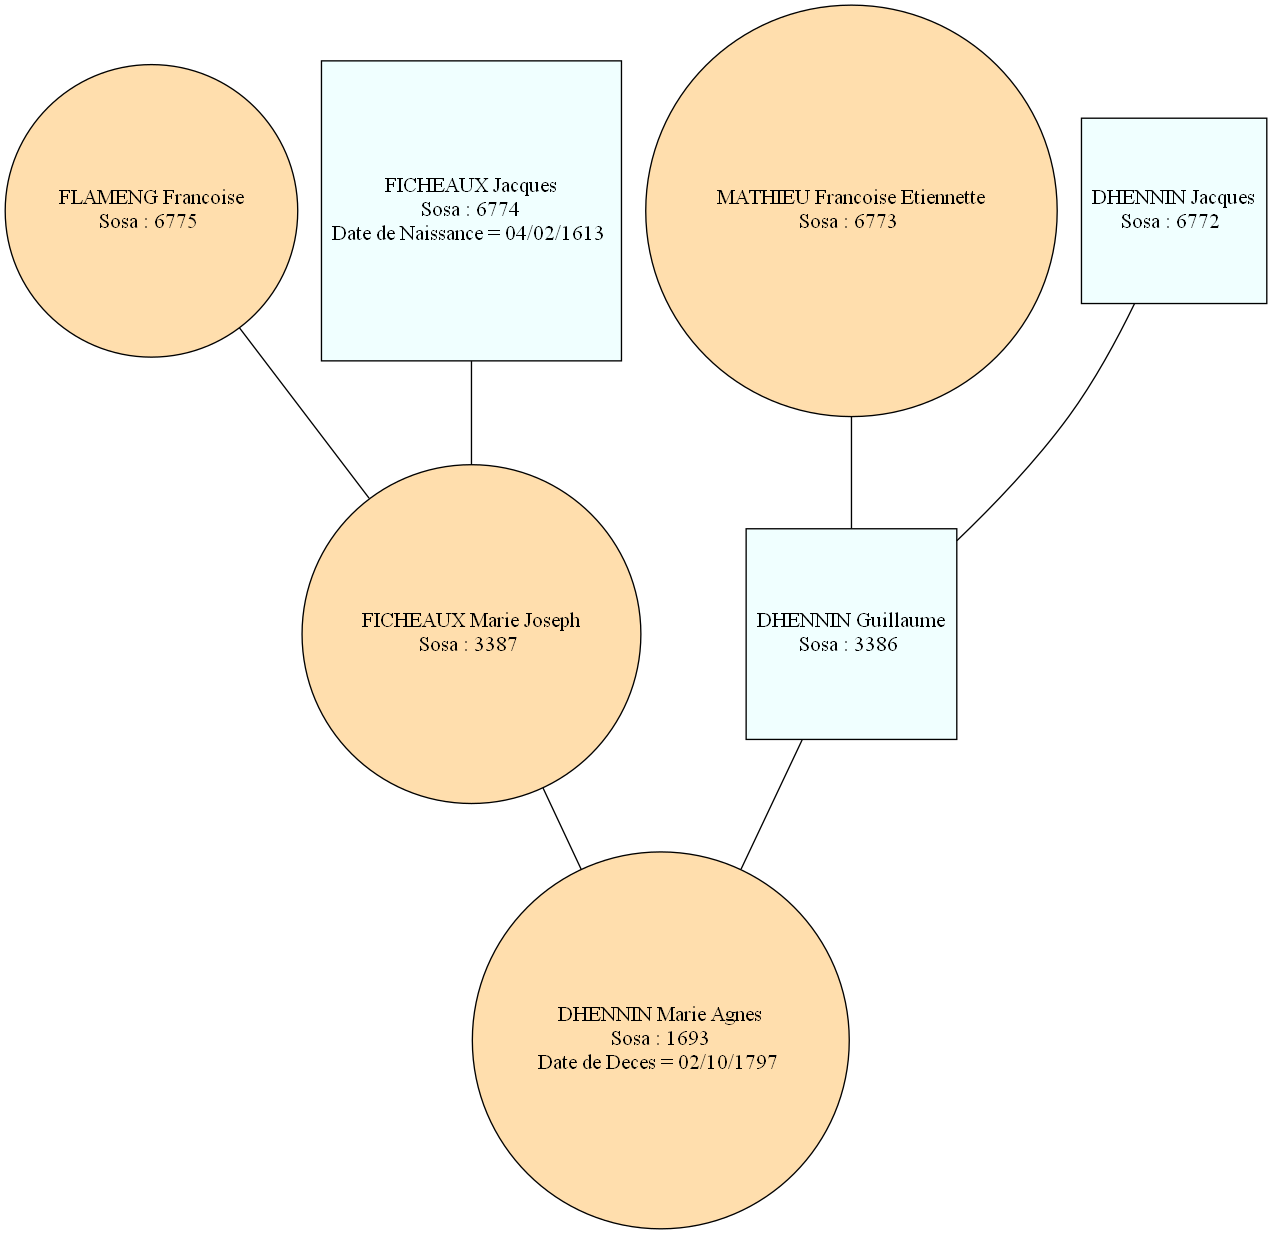 FLAMENG Francoise
Sosa : 6775
FICHEAUX Jacques
Sosa : 6774
Date de Naissance = 04/02/1613
MATHIEU Francoise Etiennette
Sosa : 6773
DHENNIN Jacques
Sosa : 6772
FICHEAUX Marie Joseph
Sosa : 3387
DHENNIN Guillaume
Sosa : 3386
DHENNIN Marie Agnes
Sosa : 1693
Date de Deces = 02/10/1797